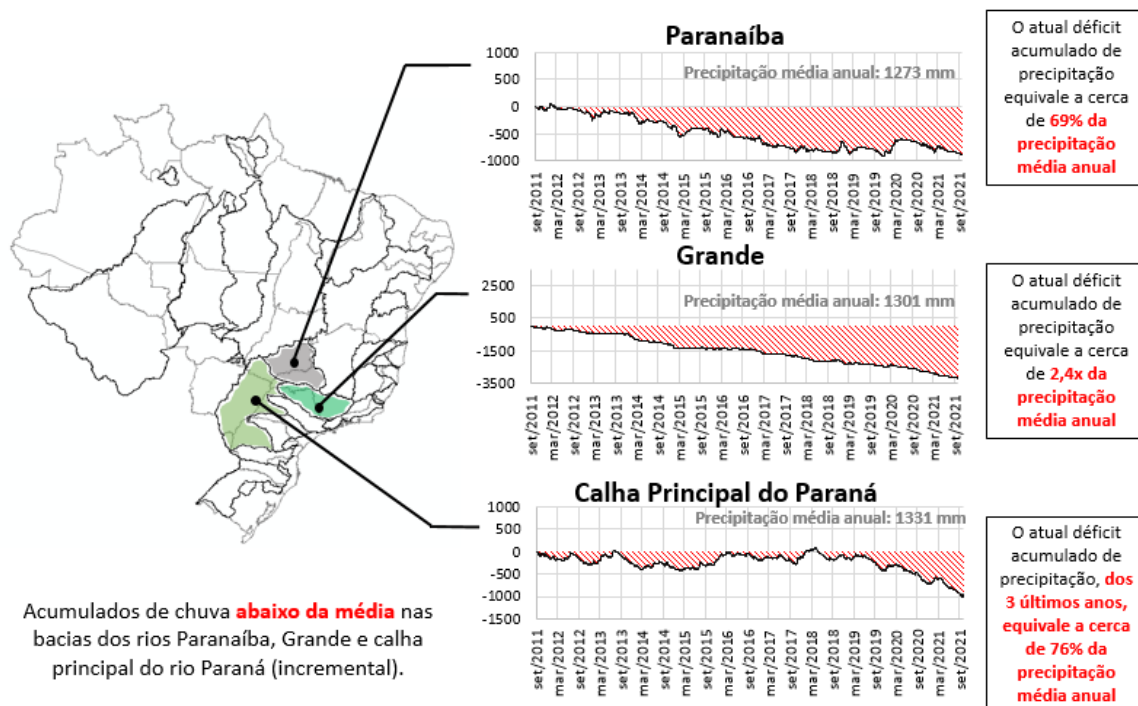 Paranaíba
Precipitação média anual: 1273 mm
1000
500
0
-500
-1000
set/2011
mar/2012
set/2012
mar/2013
set/2013
mar/2014
set/2014
mar/2015
set/2015
mar/2016
set/2016
mar/2017
set/2017
mar/2018
set/2018
mar/2019
set/2019
mar/2020
set/2020
mar/2021
set/2021
O atual déficit
acumulado de
precipitação
equivale a cerca
de 69% da
precipitação
média anual
Grande
Precipitação média anual: 1301 mm
2500
500
-1500
-3500
set/2011
mar/2012
set/2012
mar/2013
set/2013
mar/2014
set/2014
mar/2015
set/2015
mar/2016
set/2016
mar/2017
set/2017
mar/2018
set/2018
mar/2019
set/2019
mar/2020
set/2020
mar/2021
set/2021
O atual déficit
acumulado de
precipitação
equivale a cerca
de 2,4x da
precipitação
média anual
Calha Principal do Paraná
Precipitação média anual: 1331 mm
1000
500
0
-500
-1000
-1500
set/2011
mar/2012
set/2012
mar/2013
set/2013
mar/2014
set/2014
mar/2015
set/2015
mar/2016
set/2016
mar/2017
set/2017
mar/2018
set/2018
mar/2019
set/2019
mar/2020
set/2020
mar/2021
set/2021
O atual déficit
acumulado de
precipitação, dos
3 últimos anos,
equivale a cerca
de 76% da
precipitação
média anual
Acumulados de chuva abaixo da média nas
bacias dos rios Paranaíba, Grande e calha
principal do rio Paraná (incremental).